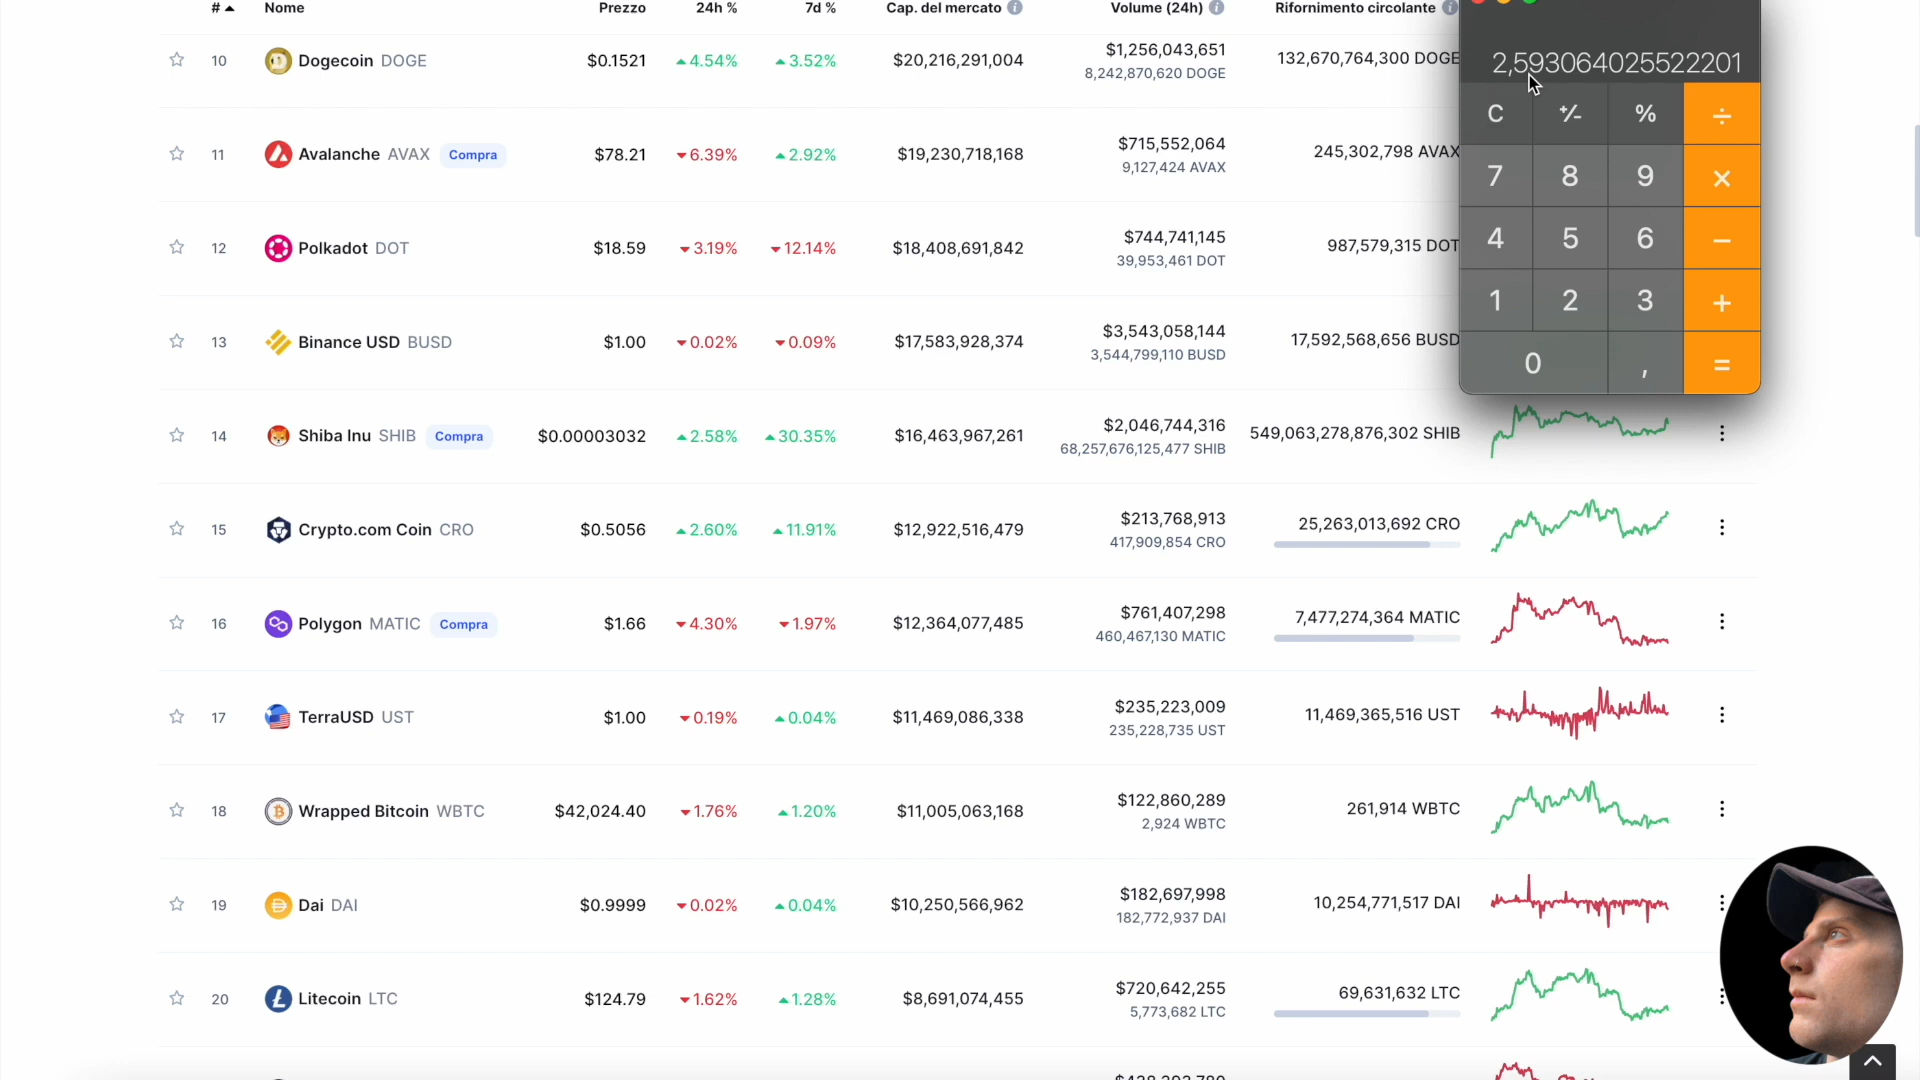 # Nome Prezzo 24h % 7d % Cap. del mercato Volume (24h) Rifornimento circolante
2,593064025522201
C +/- % ÷
7 8 9 ×
4 5 6 −
1 2 3 +
0 , =
10 Dogecoin DOGE $0.1521 4.54% 3.52% $20,216,291,004 $1,256,043,651 132,670,764,300 DOGE
8,242,870,620 DOGE
11 Avalanche AVAX Compra $78.21 6.39% 2.92% $19,230,718,168 $715,552,064 245,302,798 AVAX
9,127,424 AVAX
12 Polkadot DOT $18.59 3.19% 12.14% $18,408,691,842 $744,741,145 987,579,315 DOT
39,953,461 DOT
13 Binance USD BUSD $1.00 0.02% 0.09% $17,583,928,374 $3,543,058,144 17,592,568,656 BUSD
3,544,799,110 BUSD
14 Shiba Inu SHIB Compra $0.00003032 2.58% 30.35% $16,463,967,261 $2,046,744,316 549,063,278,876,302 SHIB
68,257,676,125,477 SHIB
15 Crypto.com Coin CRO $0.5056 2.60% 11.91% $12,922,516,479 $213,768,913 25,263,013,692 CRO
417,909,854 CRO
16 Polygon MATIC Compra $1.66 4.30% 1.97% $12,364,077,485 $761,407,298 7,477,274,364 MATIC
460,467,130 MATIC
17 TerraUSD UST $1.00 0.19% 0.04% $11,469,086,338 $235,223,009 11,469,365,516 UST
235,228,735 UST
18 Wrapped Bitcoin WBTC $42,024.40 1.76% 1.20% $11,005,063,168 $122,860,289 261,914 WBTC
2,924 WBTC
19 Dai DAI $0.9999 0.02% 0.04% $10,250,566,962 $182,697,998 10,254,771,517 DAI
182,772,937 DAI
20 Litecoin LTC $124.79 1.62% 1.28% $8,691,074,455 $720,642,255 69,631,632 LTC
5,773,682 LTC